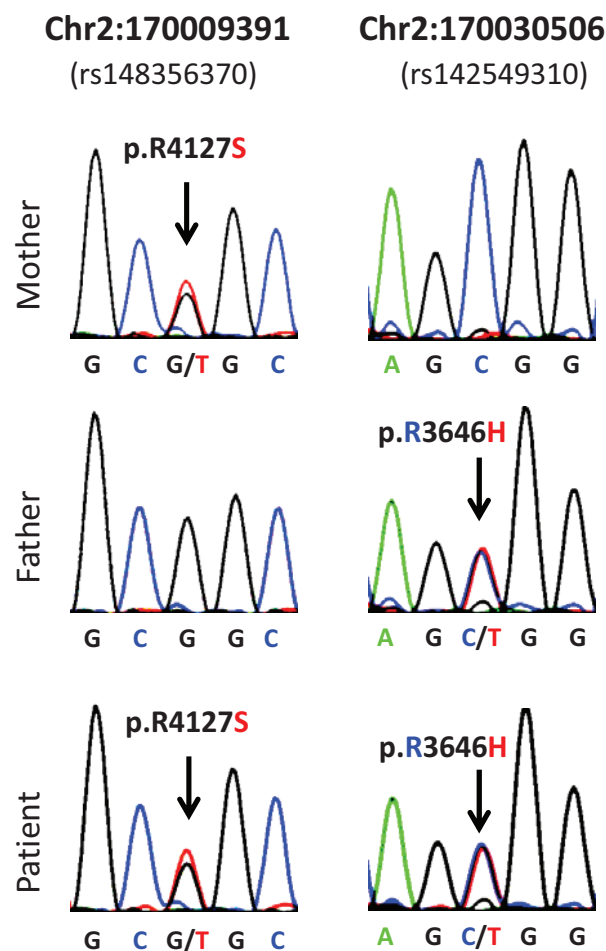 Chr2:170009391 Chr2:170030506
(rs148356370) (rs142549310)
Mother
p.R4127S
G C G/T G C
A G C G G
Father
p.R3646H
G C G G C
A G C/T G G
Patient
p.R4127S
p.R3646H
G C G/T G C
A G C/T G G